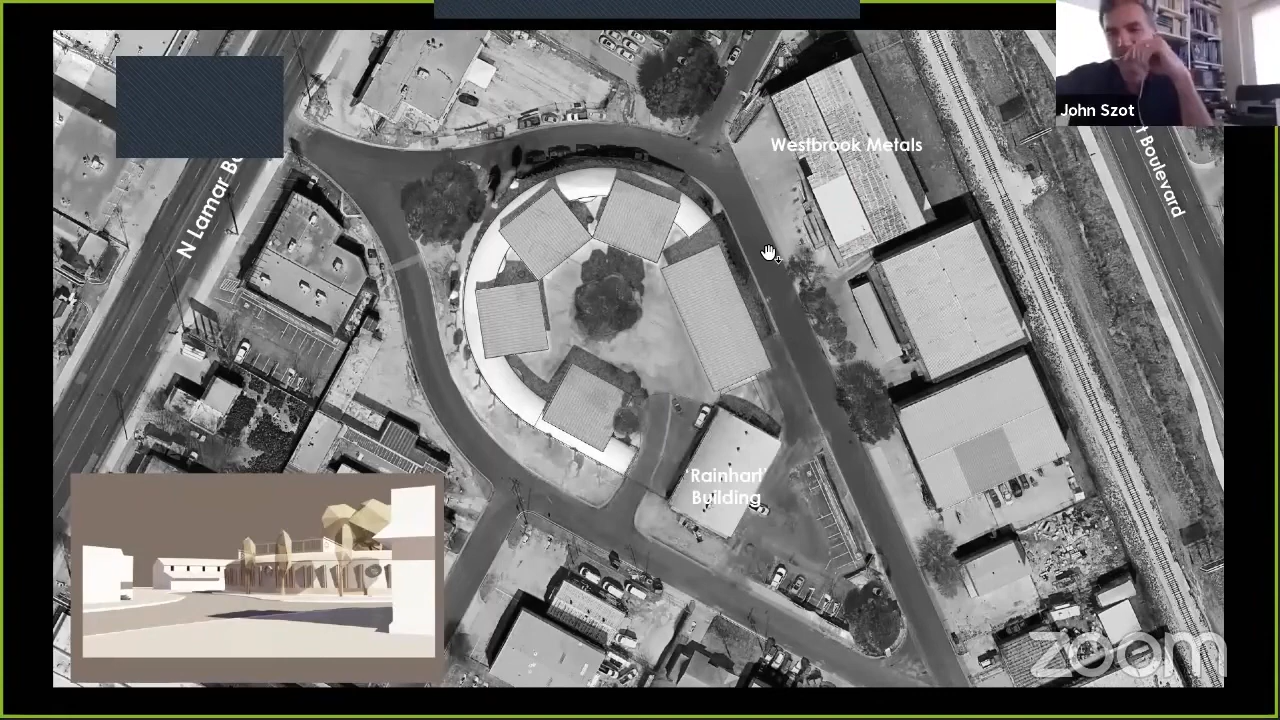 John Szot
Westbrook Metals
N Lamar
Boulevard
'Rainhart'
Building
zoom